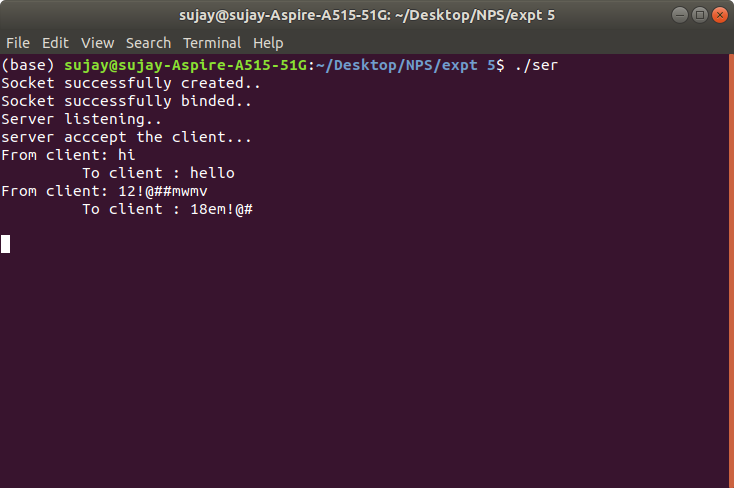 sujay@sujay-Aspire-A515-51G: ~/Desktop/NPS/expt 5
File Edit View Search Terminal Help
(base) sujay@sujay-Aspire-A515-51G:~/Desktop/NPS/expt 5$ ./ser
Socket successfully created..
Socket successfully binded..
Server listening..
server acccept the client...
From client: hi
To client : hello
From client: 12!@##mwmv
To client : 18em!@#